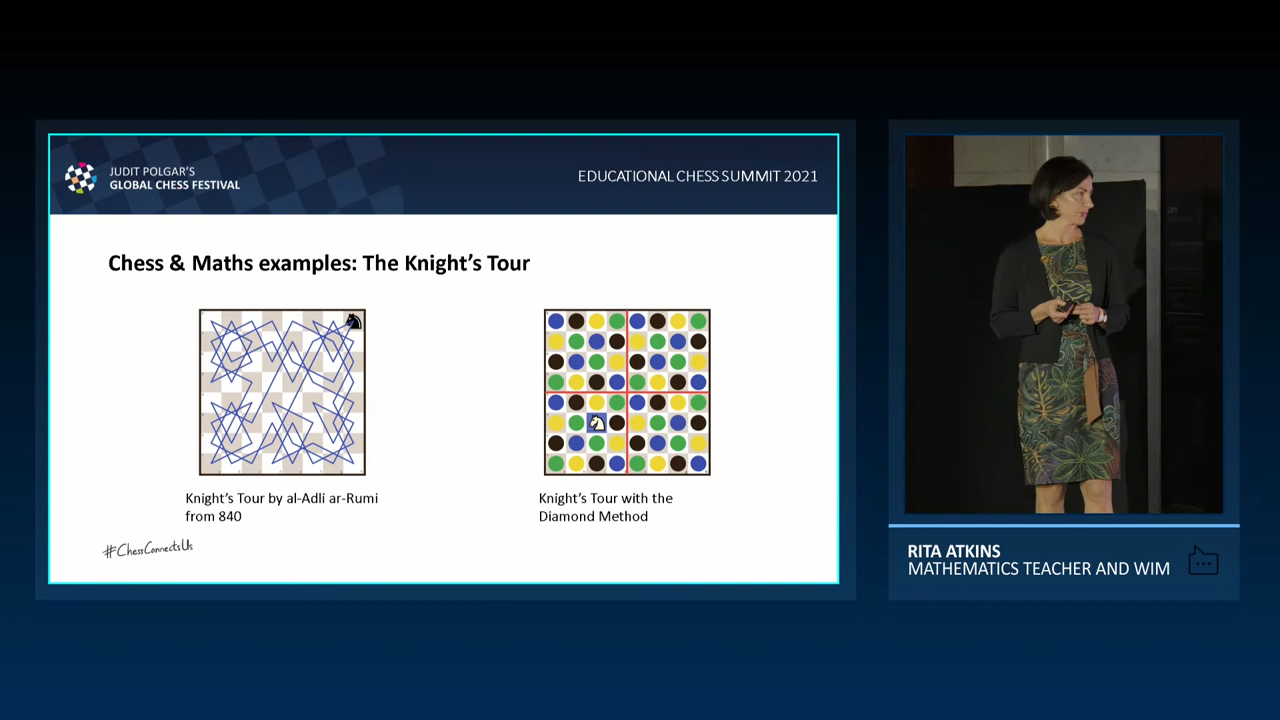 JUDIT POLGAR'S
GLOBAL CHESS FESTIVAL
EDUCATIONAL CHESS SUMMIT 2021
Chess & Maths examples: The Knight's Tour
Knight's Tour by al-Adli ar-Rumi
from 840
Knight's Tour with the
Diamond Method
#ChessConnectsUs
RITA ATKINS
MATHEMATICS TEACHER AND WIM